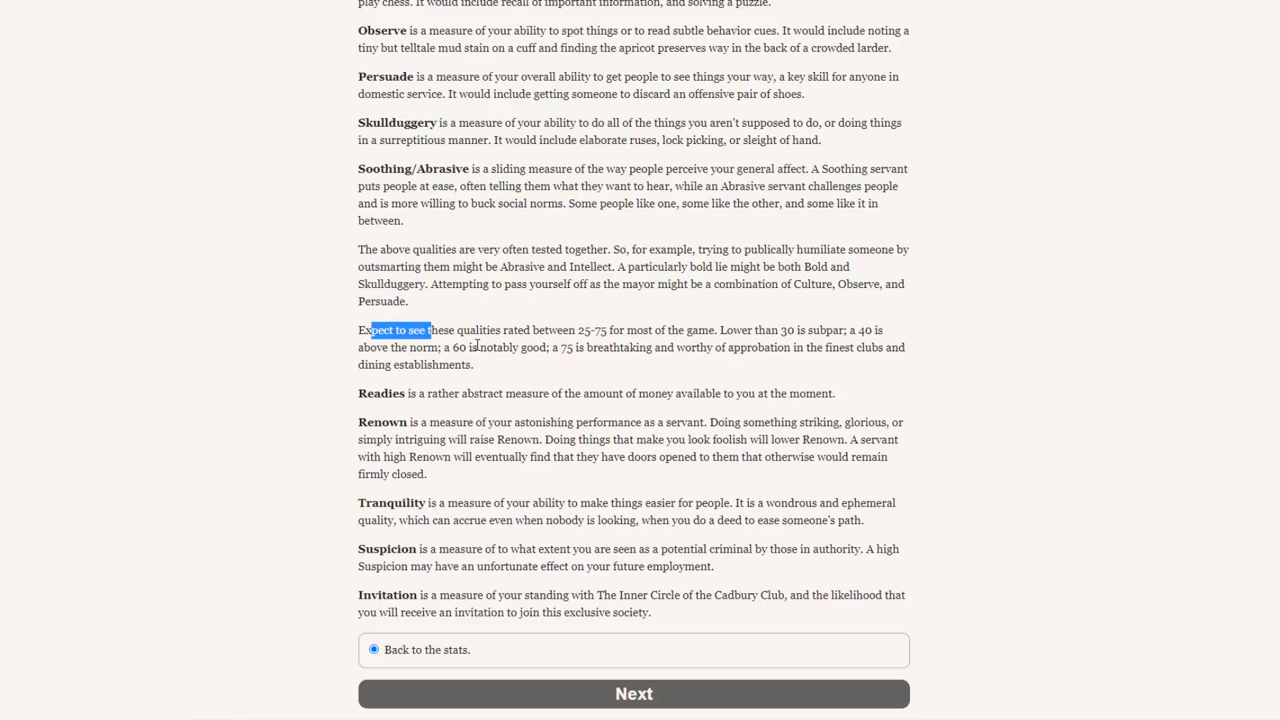 play chess. It would include recall of important information, and solving a puzzle.
Observe is a measure of your ability to spot things or to read subtle behavior cues. It would include noting a
tiny but telltale mud stain on a cuff and finding the apricot preserves way in the back of a crowded larder.
Persuade is a measure of your overall ability to get people to see things your way, a key skill for anyone in
domestic service. It would include getting someone to discard an offensive pair of shoes.
Skullduggery is a measure of your ability to do all of the things you aren't supposed to do, or doing things
in a surreptitious manner. It would include elaborate ruses, lock picking, or sleight of hand.
Soothing/Abrasive is a sliding measure of the way people perceive your general affect. A Soothing servant
puts people at ease, often telling them what they want to hear, while an Abrasive servant challenges people
and is more willing to buck social norms. Some people like one, some like the other, and some like it in
between.
The above qualities are very often tested together. So, for example, trying to publically humiliate someone by
outsmarting them might be Abrasive and Intellect. A particularly bold lie might be both Bold and
Skullduggery. Attempting to pass yourself off as the mayor might be a combination of Culture, Observe, and
Persuade.
Expect to see these qualities rated between 25-75 for most of the game. Lower than 30 is subpar; a 40 is
above the norm; a 60 is notably good; a 75 is breathtaking and worthy of approbation in the finest clubs and
dining establishments.
Readies is a rather abstract measure of the amount of money available to you at the moment.
Renown is a measure of your astonishing performance as a servant. Doing something striking, glorious, or
simply intriguing will raise Renown. Doing things that make you look foolish will lower Renown. A servant
with high Renown will eventually find that they have doors opened to them that otherwise would remain
firmly closed.
Tranquility is a measure of your ability to make things easier for people. It is a wondrous and ephemeral
quality, which can accrue even when nobody is looking, when you do a deed to ease someone's path.
Suspicion is a measure of to what extent you are seen as a potential criminal by those in authority. A high
Suspicion may have an unfortunate effect on your future employment.
Invitation is a measure of your standing with The Inner Circle of the Cadbury Club, and the likelihood that
you will receive an invitation to join this exclusive society.
Back to the stats.
Next